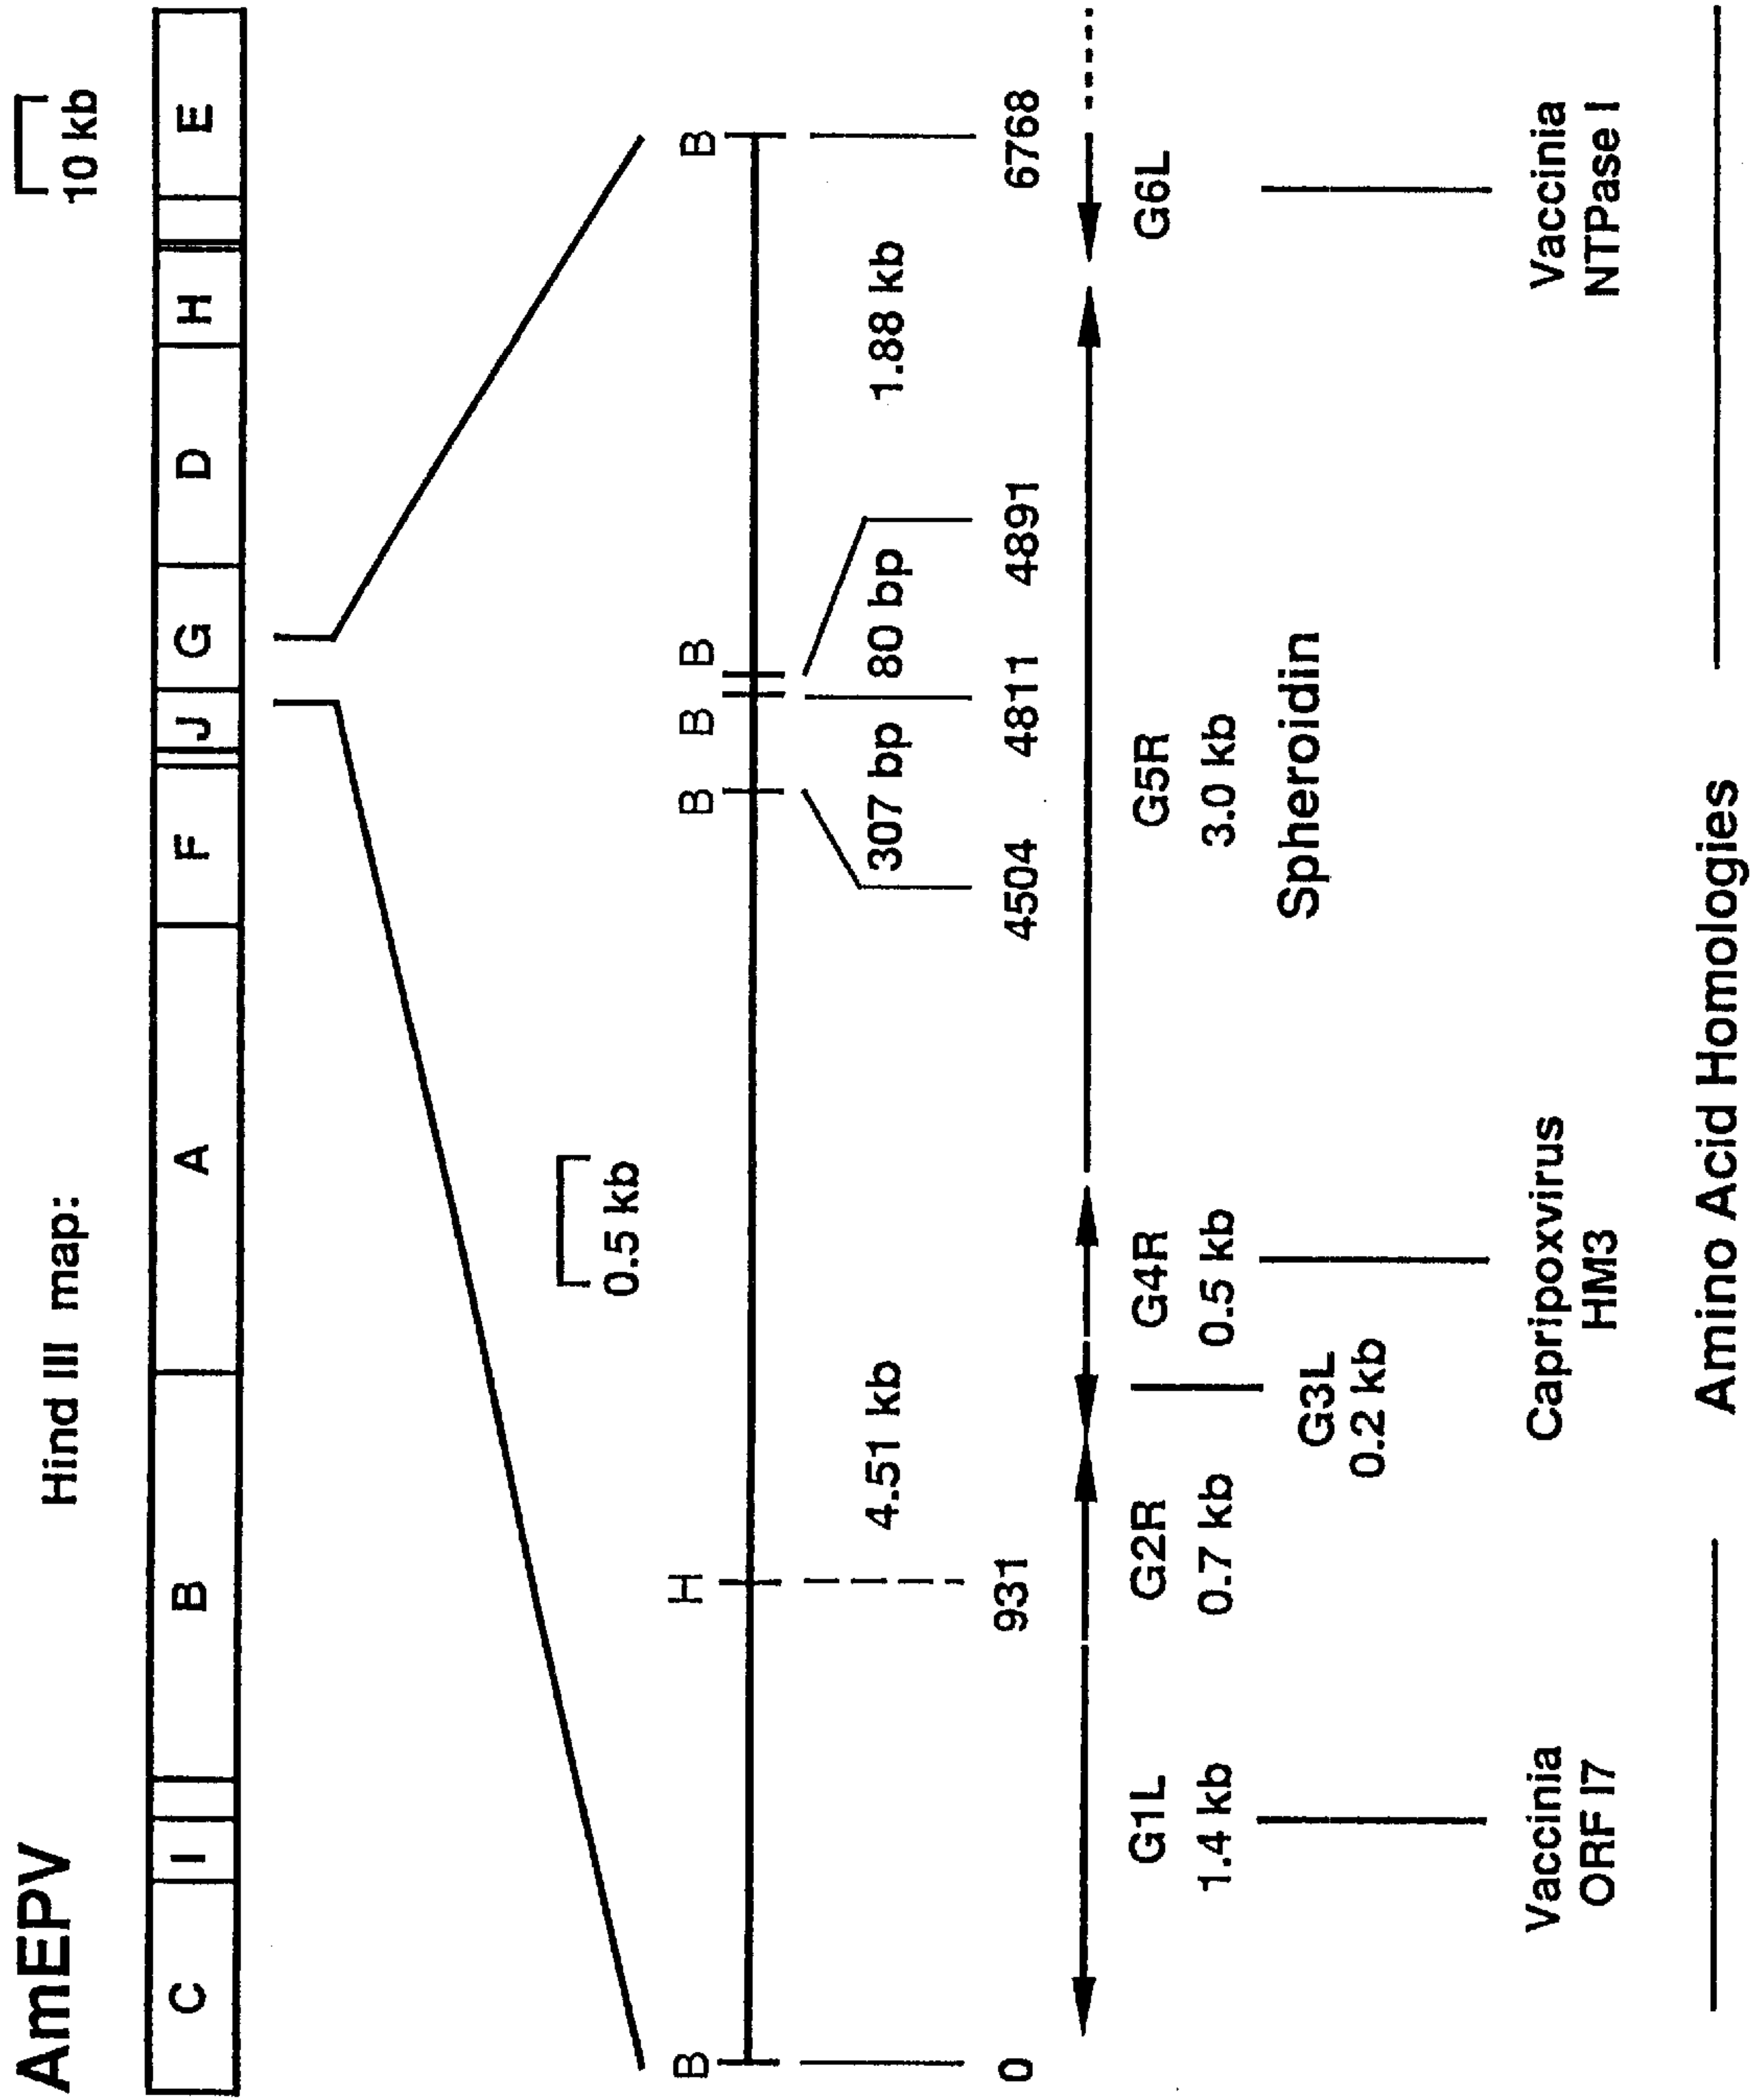 AmEPV
Hind III map:
10 kb
C I B A F J G D H E
0.5 kb
B H B B B B
4.51 kb 307 bp 80 bp 1.88 kb
0 931 4504 4811 4891 6768
G1L G2R G4R G5R G6L
1.4 kb 0.7 kb 0.5 kb 3.0 kb
G3L Spheroidin
0.2 kb
Vaccinia Capripoxvirus Vaccinia
ORF I7 HM3 NTPase I
Amino Acid Homologies